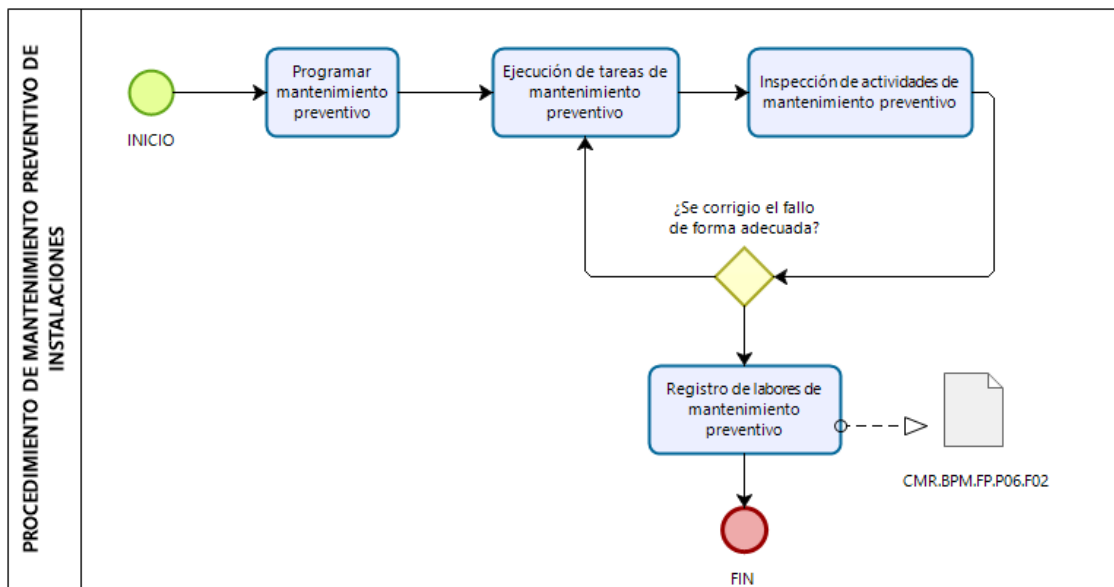 PROCEDIMIENTO DE MANTENIMIENTO PREVENTIVO DE
INSTALACIONES
INICIO
Programar
mantenimiento
preventivo
Ejecución de tareas de
mantenimiento
preventivo
Inspección de actividades de
mantenimiento preventivo
¿Se corrigio el fallo
de forma adecuada?
Registro de labores de
mantenimiento
preventivo
CMR.BPM.FP.P06.F02
FIN